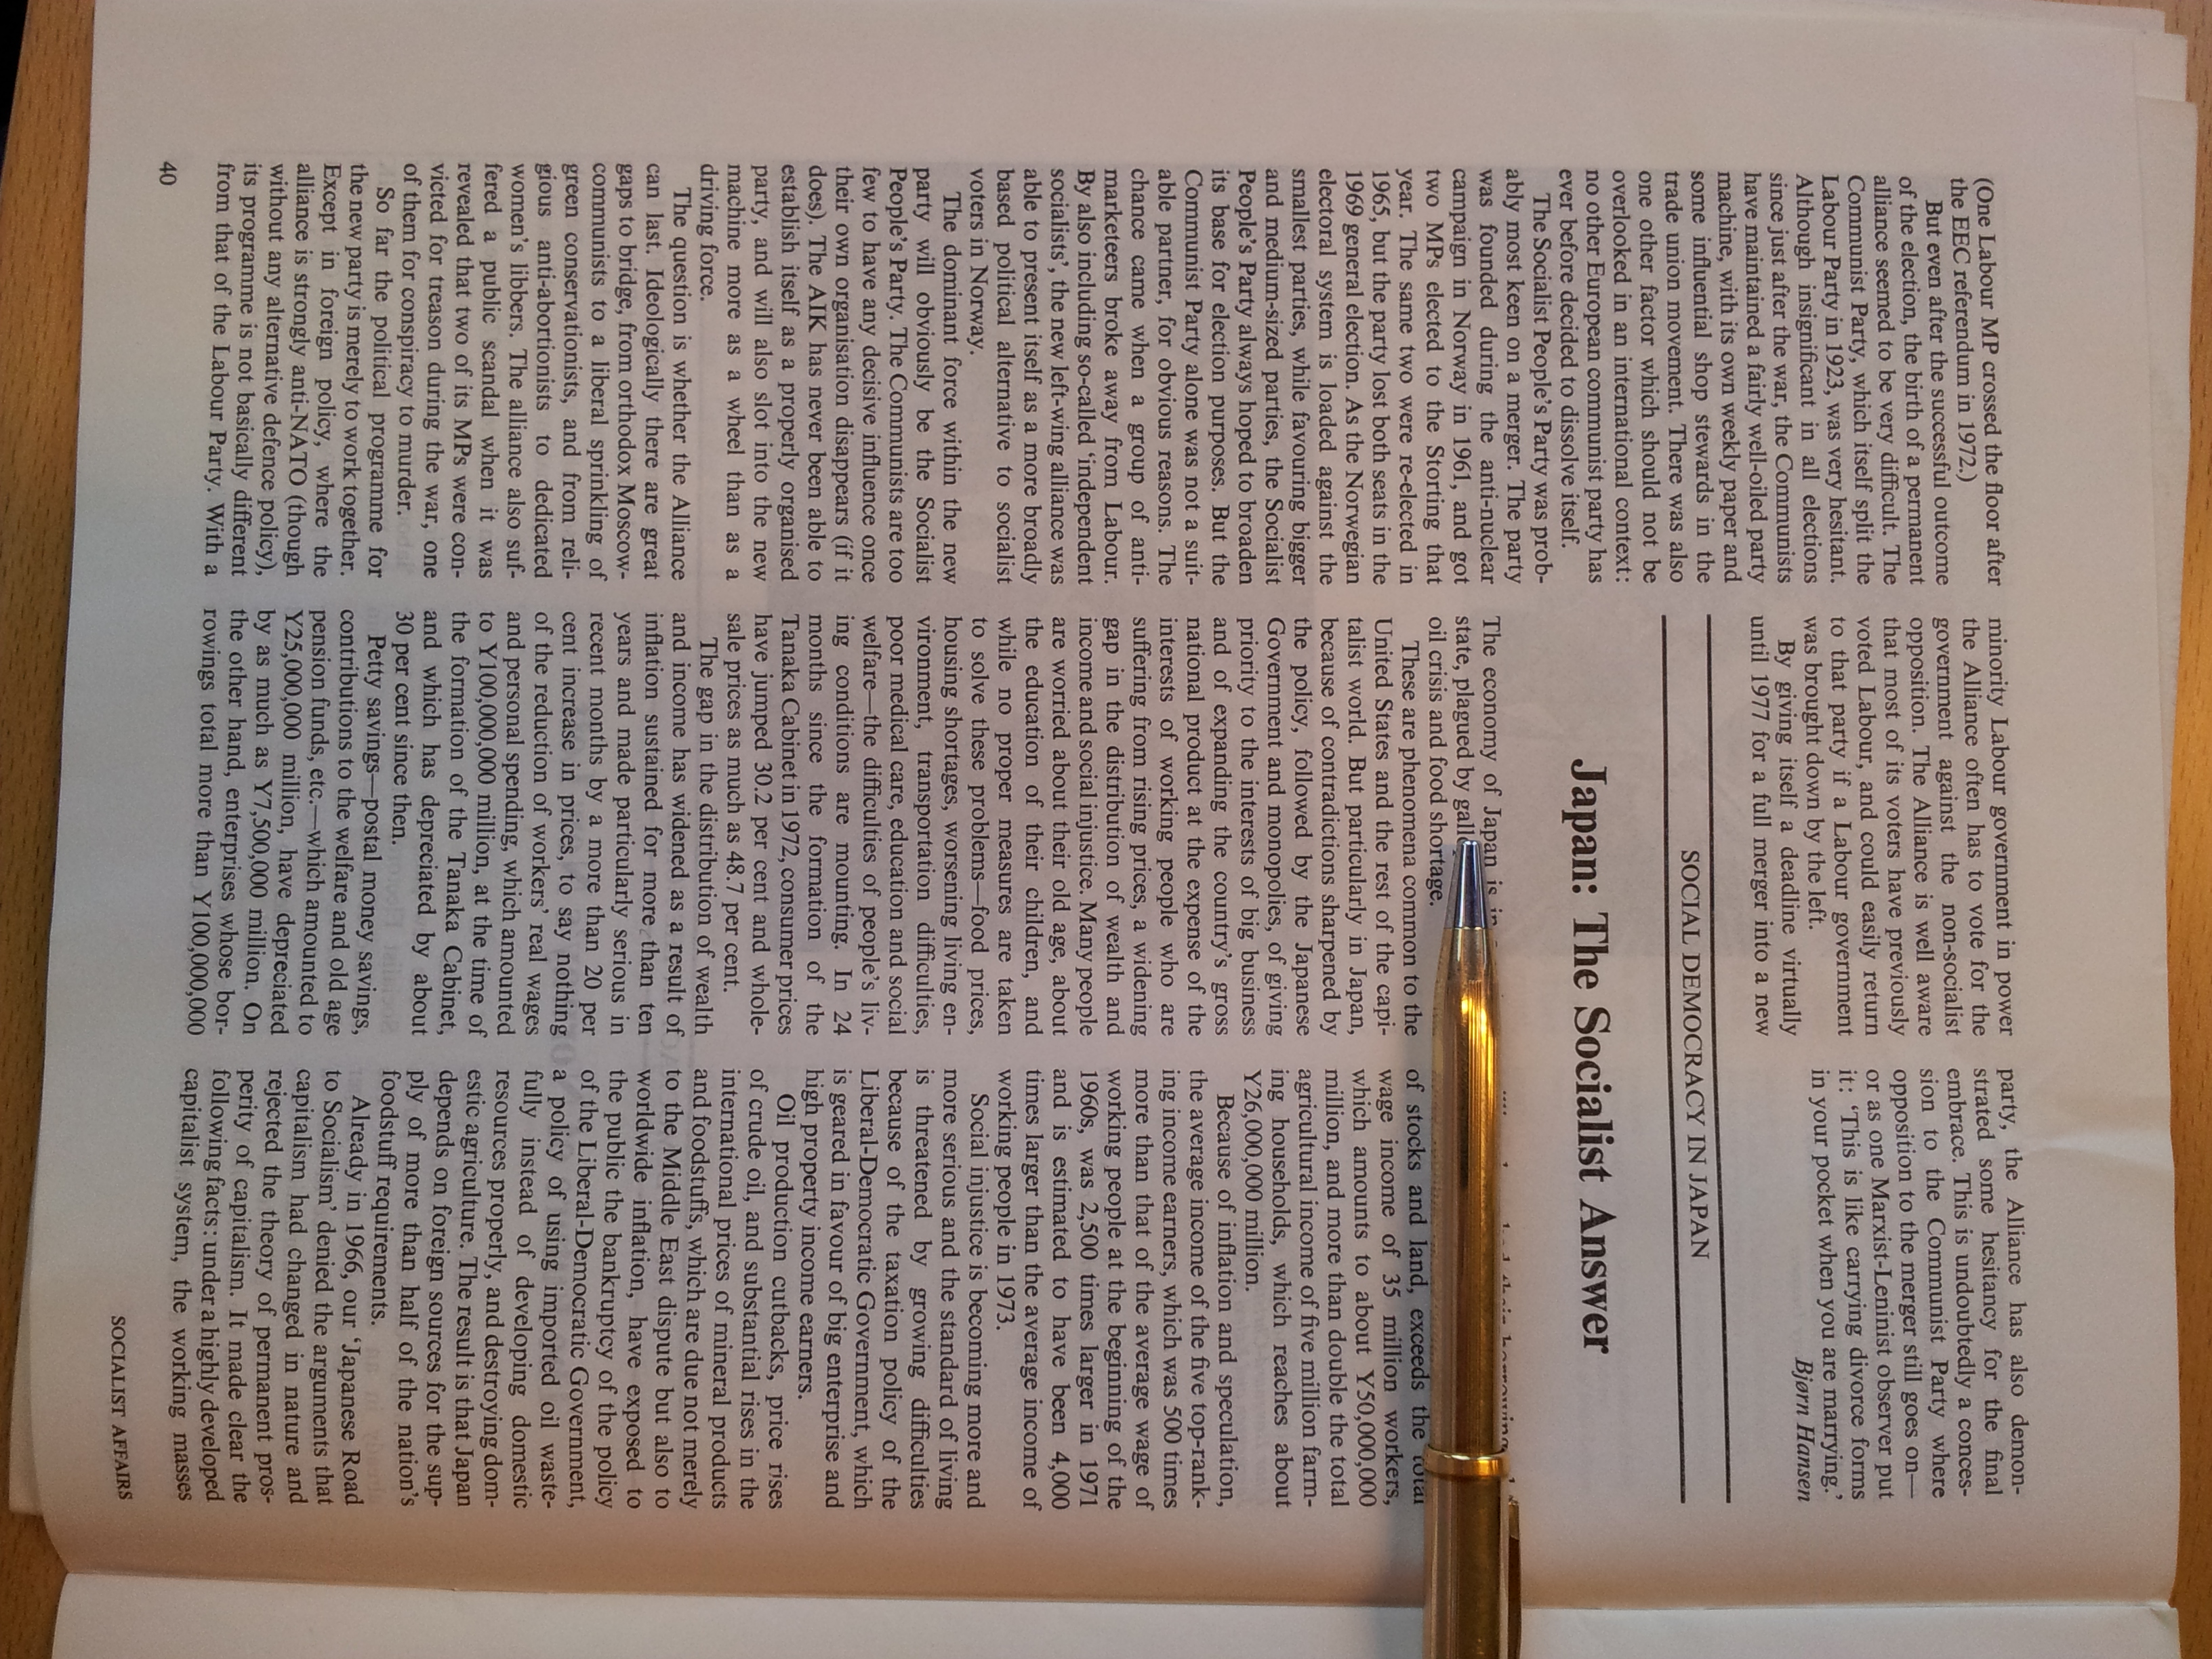 (One Labour MP crossed the floor after
the EEC referendum in 1972.)
But even after the successful outcome
of the election, the birth of a permanent
alliance seemed to be very difficult. The
Communist Party, which itself split the
Labour Party in 1923, was very hesitant.
Although insignificant in all elections
since just after the war, the Communists
have maintained a fairly well-oiled party
machine, with its own weekly paper and
some influential shop stewards in the
trade union movement. There was also
one other factor which should not be
overlooked in an international context:
no other European communist party has
ever before decided to dissolve itself.
The Socialist People's Party was prob-
ably most keen on a merger. The party
was founded during the anti-nuclear
campaign in Norway in 1961, and got
two MPs elected to the Storting that
year. The same two were re-elected in
1965, but the party lost both seats in the
1969 general election. As the Norwegian
electoral system is loaded against the
smallest parties, while favouring bigger
and medium-sized parties, the Socialist
People's Party always hoped to broaden
its base for election purposes. But the
Communist Party alone was not a suit-
able partner, for obvious reasons. The
chance came when a group of anti-
marketeers broke away from Labour.
By also including so-called 'independent
socialists', the new left-wing alliance was
able to present itself as a more broadly
based political alternative to socialist
voters in Norway.
The dominant force within the new
party will obviously be the Socialist
People's Party. The Communists are too
few to have any decisive influence once
their own organisation disappears (if it
does). The AIK has never been able to
establish itself as a properly organised
party, and will also slot into the new
machine more as a wheel than as a
driving force.
The question is whether the Alliance
can last. Ideologically there are great
gaps to bridge, from orthodox Moscow-
communists to a liberal sprinkling of
green conservationists, and from reli-
gious anti-abortionists to dedicated
women's libbers. The alliance also suf-
fered a public scandal when it was
revealed that two of its MPs were con-
victed for treason during the war, one
of them for conspiracy to murder.
So far the political programme for
the new party is merely to work together.
Except in foreign policy, where the
alliance is strongly anti-NATO (though
without any alternative defence policy),
its programme is not basically different
from that of the Labour Party. With a
minority Labour government in power
the Alliance often has to vote for the
government against the non-socialist
opposition. The Alliance is well aware
that most of its voters have previously
voted Labour, and could easily return
to that party if a Labour government
was brought down by the left.
By giving itself a deadline virtually
until 1977 for a full merger into a new
party, the Alliance has also demon-
strated some hesitancy for the final
embrace. This is undoubtedly a conces-
sion to the Communist Party where
opposition to the merger still goes on—
or as one Marxist-Leninist observer put
it: 'This is like carrying divorce forms
in your pocket when you are marrying.'
Bjørn Hansen
SOCIAL DEMOCRACY IN JAPAN
Japan: The Socialist Answer
The economy of Japan is in
state, plagued by
oil crisis and food shortage.
These are phenomena common to the
United States and the rest of the capi-
talist world. But particularly in Japan,
because of contradictions sharpened by
the policy, followed by the Japanese
Government and monopolies, of giving
priority to the interests of big business
and of expanding the country's gross
national product at the expense of the
interests of working people who are
suffering from rising prices, a widening
gap in the distribution of wealth and
income and social injustice. Many people
are worried about their old age, about
the education of their children, and
while no proper measures are taken
to solve these problems—food prices,
housing shortages, worsening living en-
vironment, transportation difficulties,
poor medical care, education and social
welfare—the difficulties of people's liv-
ing conditions are mounting. In 24
months since the formation of the
Tanaka Cabinet in 1972, consumer prices
have jumped 30.2 per cent and whole-
sale prices as much as 48.7 per cent.
The gap in the distribution of wealth
and income has widened as a result of
inflation sustained for more than ten
years and made particularly serious in
recent months by a more than 20 per
cent increase in prices, to say nothing
of the reduction of workers' real wages
and personal spending, which amounted
to Y100,000,000 million, at the time of
the formation of the Tanaka Cabinet,
and which has depreciated by about
30 per cent since then.
Petty savings—postal money savings,
contributions to the welfare and old age
pension funds, etc.—which amounted to
Y25,000,000 million, have depreciated
by as much as Y7,500,000 million. On
the other hand, enterprises whose bor-
rowings total more than Y100,000,000
of stocks and land, exceeds the total
wage income of 35 million workers,
which amounts to about Y50,000,000
million, and more than double the total
agricultural income of five million farm-
ing households, which reaches about
Y26,000,000 million.
Because of inflation and speculation,
the average income of the five top-rank-
ing income earners, which was 500 times
more than that of the average wage of
working people at the beginning of the
1960s, was 2,500 times larger in 1971
and is estimated to have been 4,000
times larger than the average income of
working people in 1973.
Social injustice is becoming more and
more serious and the standard of living
is threatened by growing difficulties
because of the taxation policy of the
Liberal-Democratic Government, which
is geared in favour of big enterprise and
high property income earners.
Oil production cutbacks, price rises
of crude oil, and substantial rises in the
international prices of mineral products
and foodstuffs, which are due not merely
to the Middle East dispute but also to
worldwide inflation, have exposed to
the public the bankruptcy of the policy
of the Liberal-Democratic Government,
a policy of using imported oil waste-
fully instead of developing domestic
resources properly, and destroying dom-
estic agriculture. The result is that Japan
depends on foreign sources for the sup-
ply of more than half of the nation's
foodstuff requirements.
Already in 1966, our 'Japanese Road
to Socialism' denied the arguments that
capitalism had changed in nature and
rejected the theory of permanent pros-
perity of capitalism. It made clear the
following facts: under a highly developed
capitalist system, the working masses
40
SOCIALIST AFFAIRS